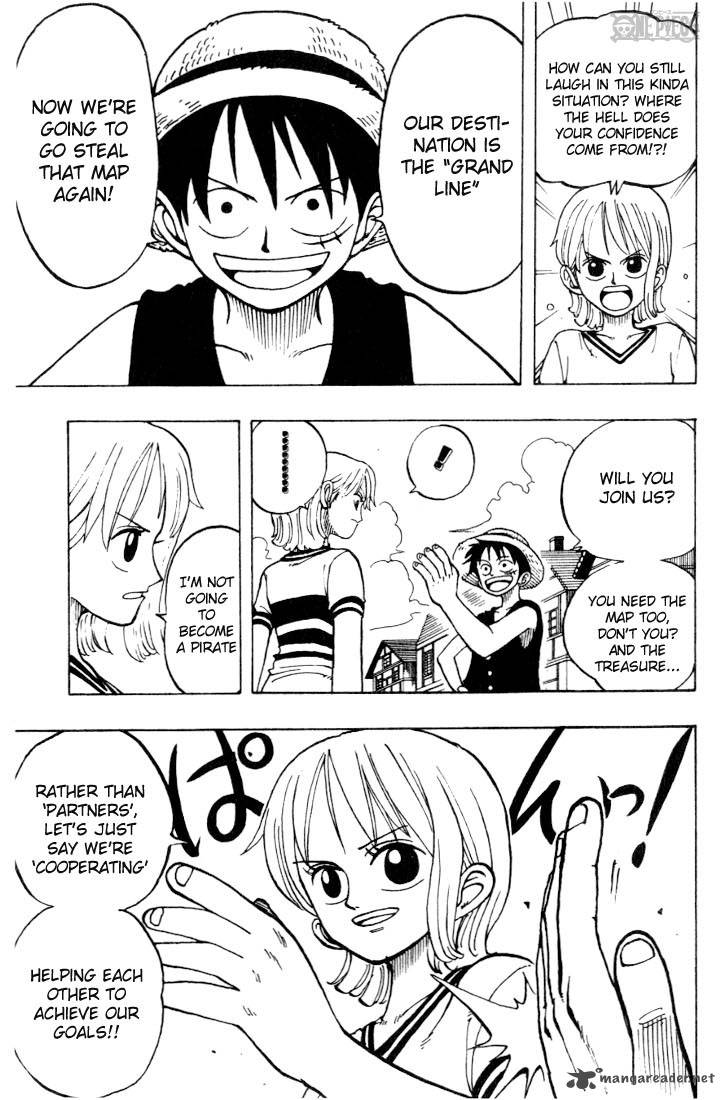 ONE PIECE
HOW CAN YOU STILL
LAUGH IN THIS KINDA
SITUATION? WHERE
THE HELL DOES
YOUR CONFIDENCE
COME FROM!?!
OUR DESTI-
NATION IS
THE "GRAND
LINE"
NOW WE'RE
GOING TO
GO STEAL
THAT MAP
AGAIN!
WILL YOU
JOIN US?
YOU NEED THE
MAP TOO,
DON'T YOU?
AND THE
TREASURE...
!
.........
I'M NOT
GOING
TO
BECOME
A PIRATE
ぱんっ!
RATHER THAN
'PARTNERS',
LET'S JUST
SAY WE'RE
'COOPERATING'
HELPING EACH
OTHER TO
ACHIEVE OUR
GOALS!!
mangareader.net